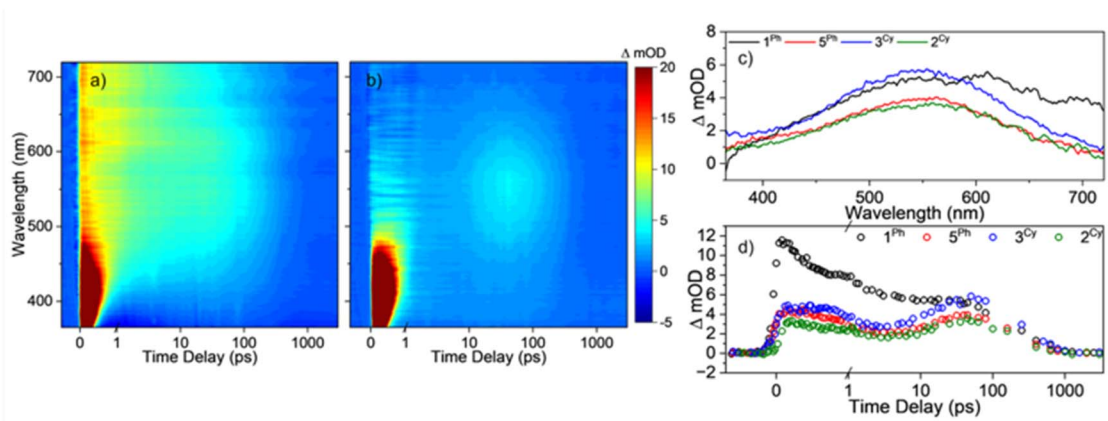 a)
700
600
500
400
Wavelength (nm)
0 1 10 100 1000
Time Delay (ps)
b)
0 1 10 100 1000
Time Delay (ps)
Δ mOD
20
15
10
5
0
-5
c)
1Ph 5Ph 3Cy 2Cy
8
6
4
2
0
Δ mOD
400 500 600 700
Wavelength (nm)
d)
1Ph 5Ph 3Cy 2Cy
12
10
8
6
4
2
0
−2
Δ mOD
0 1 10 100 1000
Time Delay (ps)